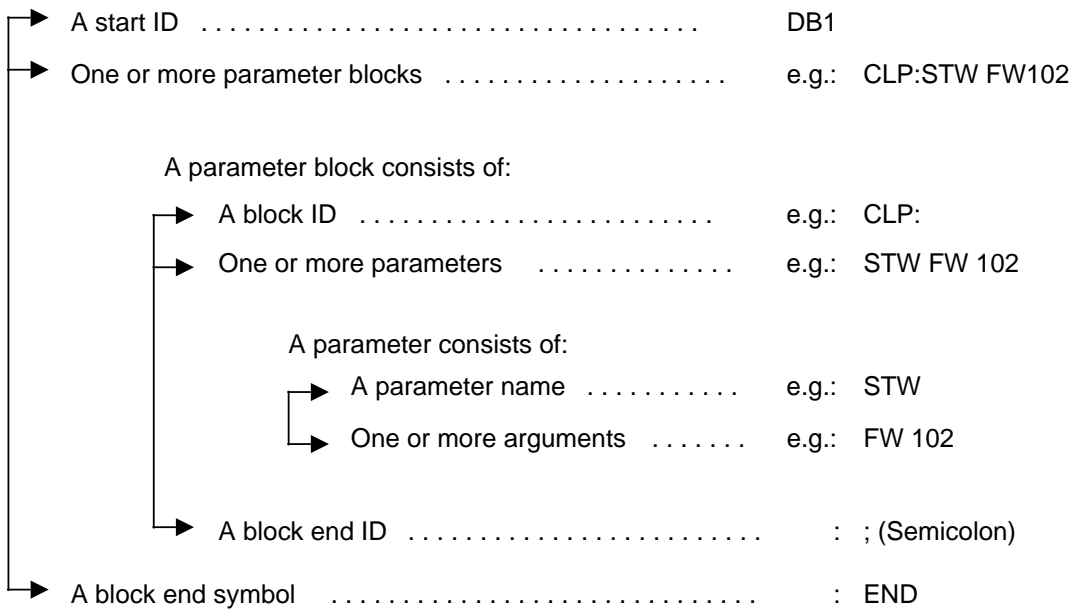 A start ID . . . . . . . . . . . . . . . . . . . . . . . . . . . . . . . . . . . DB1
One or more parameter blocks . . . . . . . . . . . . . . . . . . . . e.g.: CLP:STW FW102
A parameter block consists of:
A block ID . . . . . . . . . . . . . . . . . . . . . . . . . e.g.: CLP:
One or more parameters . . . . . . . . . . . . . . e.g.: STW FW 102
A parameter consists of:
A parameter name . . . . . . . . . . . e.g.: STW
One or more arguments . . . . . . . e.g.: FW 102
A block end ID . . . . . . . . . . . . . . . . . . . . . . . . . : ; (Semicolon)
A block end symbol . . . . . . . . . . . . . . . . . . . . . . . . . . . . . . : END